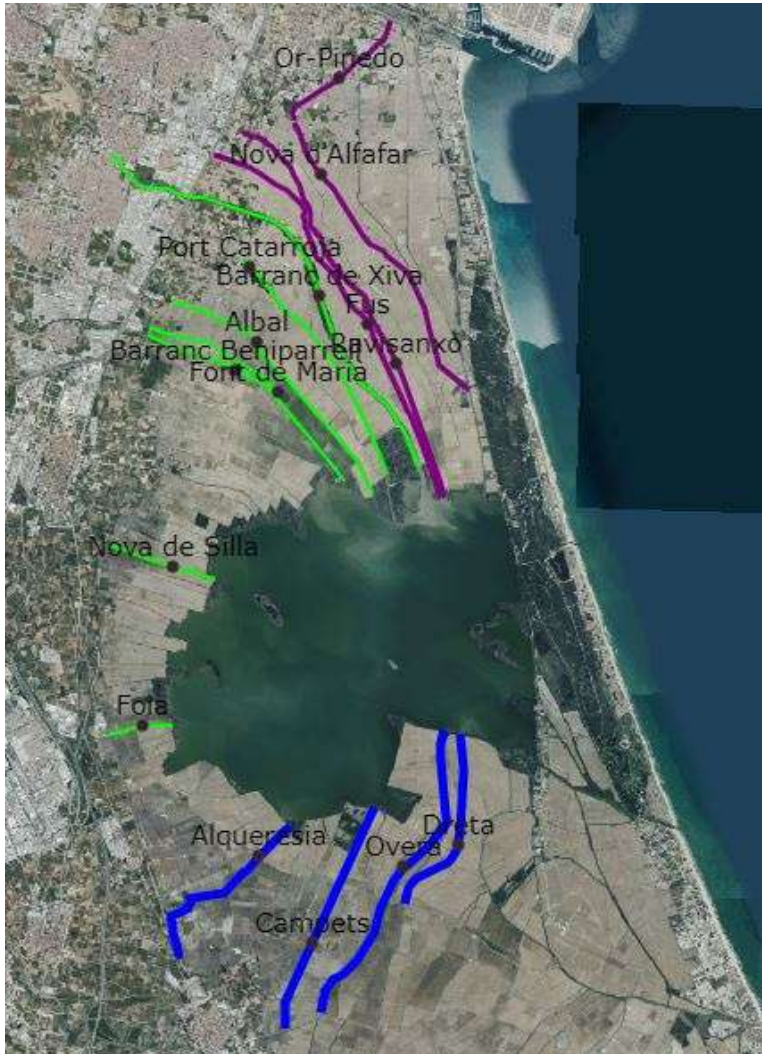 Or-Pinedo
Nova d'Alfafar
Port Catarroja
Barranc de Xiva
Fus
Albal
Ravisanxo
Barranc Beniparrell
Font de Maria
Nova de Silla
Foia
Alqueresia
Dreta
Overa
Campets